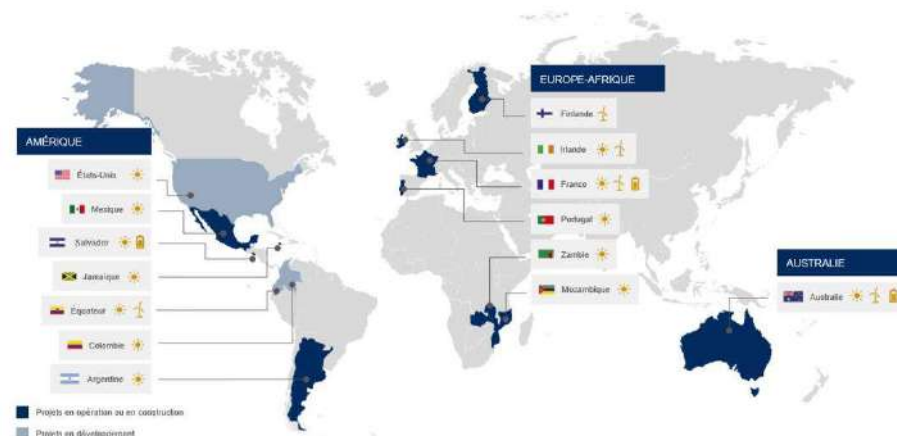 EUROPE-AFRIQUE
Finlande
Irlande
France
Portugal
Zambie
Mozambique
AMÉRIQUE
États-Unis
Mexique
Salvador
Jamaïque
Équateur
Colombie
Argentine
AUSTRALIE
Australie
Projets en opération ou en construction
Projets en développement